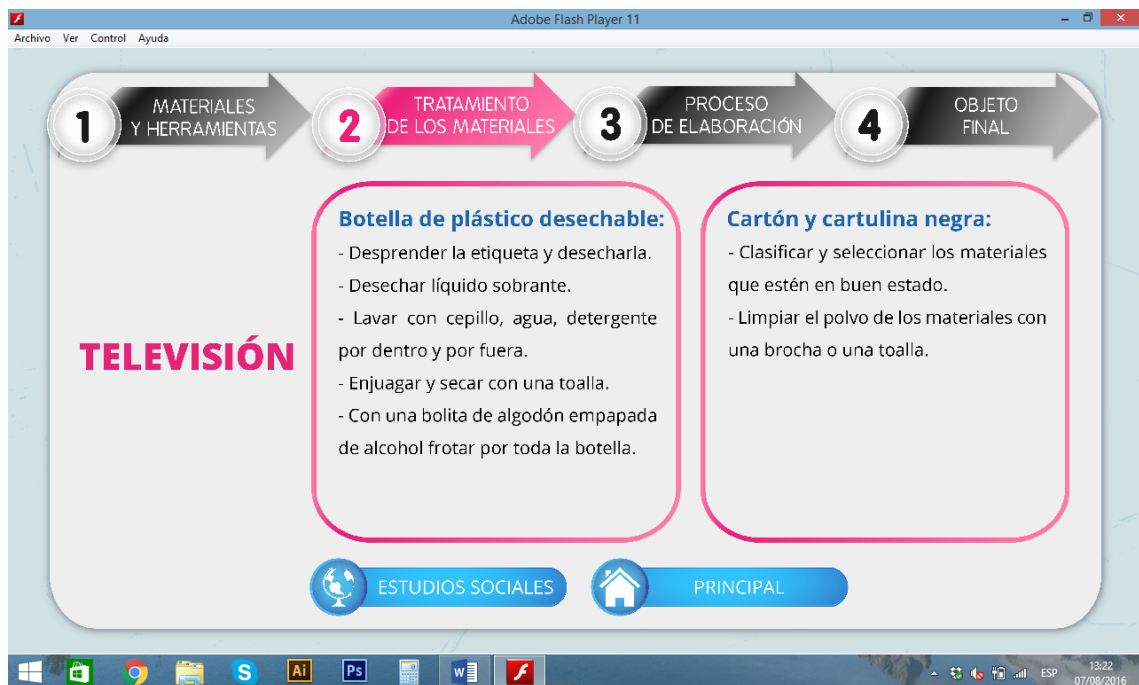 Adobe Flash Player 11
Archivo Ver Control Ayuda
1
MATERIALES
Y HERRAMIENTAS
2
TRATAMIENTO
DE LOS MATERIALES
3
PROCESO
DE ELABORACIÓN
4
OBJETO
FINAL
TELEVISIÓN
Botella de plástico desechable:
- Desprender la etiqueta y desecharla.
- Desechar líquido sobrante.
- Lavar con cepillo, agua, detergente
por dentro y por fuera.
- Enjuagar y secar con una toalla.
- Con una bolita de algodón empapada
de alcohol frotar por toda la botella.
Cartón y cartulina negra:
- Clasificar y seleccionar los materiales
que estén en buen estado.
- Limpiar el polvo de los materiales con
una brocha o una toalla.
ESTUDIOS SOCIALES
PRINCIPAL
S
Ai
Ps
W
ESP
13:22
07/08/2016